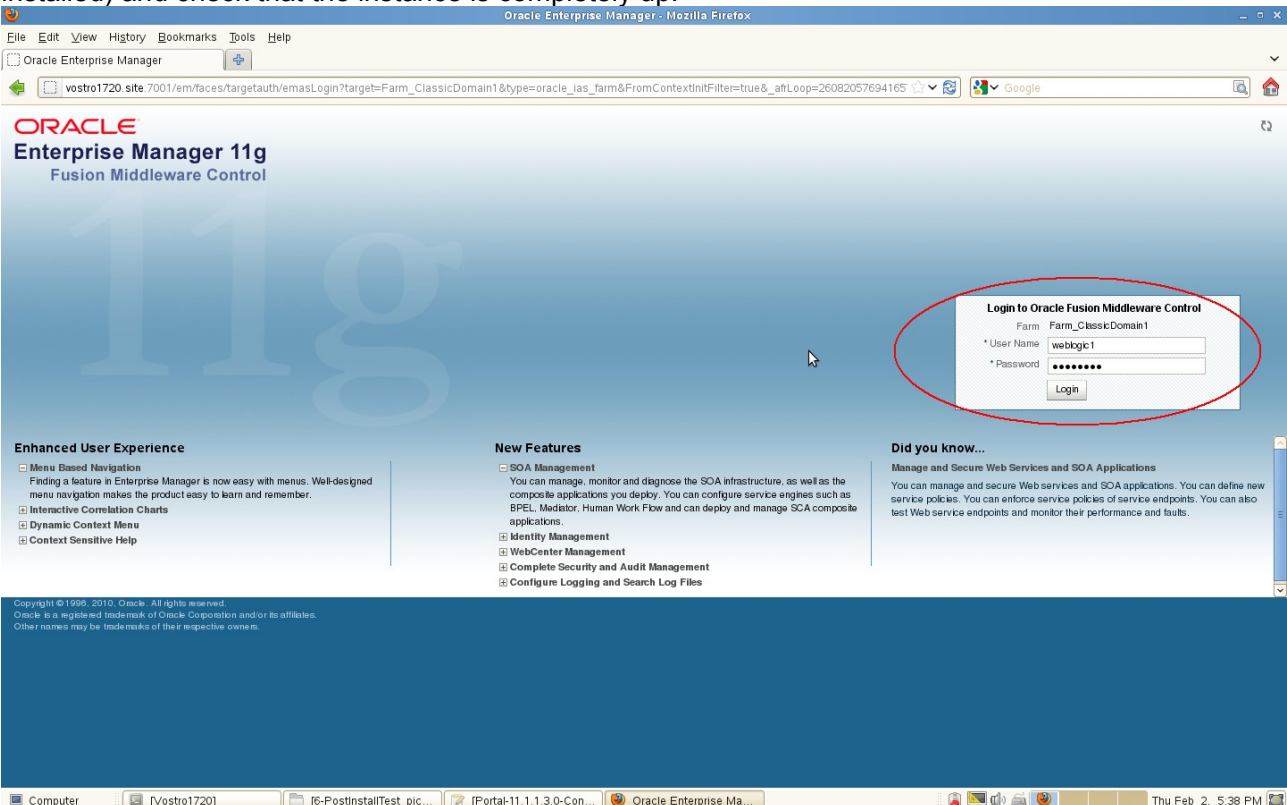 installed) and check that the instance is completely up.
Oracle Enterprise Manager - Mozilla Firefox
File Edit View History Bookmarks Tools Help
Oracle Enterprise Manager
vostro1720.site:7001/em/faces/targetauth/emasLogin?target=Farm_ClassicDomain1&type=oracle_ias_farm&FromContextInitFilter=true&_afrLoop=26082057694165
Google
ORACLE
Enterprise Manager 11g
Fusion Middleware Control
11g
Login to Oracle Fusion Middleware Control
Farm Farm_ClassicDomain1
* User Name weblogic1
* Password ●●●●●●●●
Login
Enhanced User Experience
Menu Based Navigation
Finding a feature in Enterprise Manager is now easy with menus. Well-designed
menu navigation makes the product easy to learn and remember.
Interactive Correlation Charts
Dynamic Context Menu
Context Sensitive Help
New Features
SOA Management
You can manage, monitor and diagnose the SOA infrastructure, as well as the
composite applications you deploy. You can configure service engines such as
BPEL, Mediator, Human Work Flow and can deploy and manage SCA composite
applications.
Identity Management
WebCenter Management
Complete Security and Audit Management
Configure Logging and Search Log Files
Did you know...
Manage and Secure Web Services and SOA Applications
You can manage and secure Web services and SOA applications. You can define new
service policies. You can enforce service policies of service endpoints. You can also
test Web service endpoints and monitor their performance and faults.
Copyright © 1996, 2010, Oracle. All rights reserved.
Oracle is a registered trademark of Oracle Corporation and/or its affiliates.
Other names may be trademarks of their respective owners.
Computer [Vostro1720] [6-PostInstallTest_pic... [Portal-11.1.1.3.0-Con... Oracle Enterprise Ma... Thu Feb 2, 5:38 PM